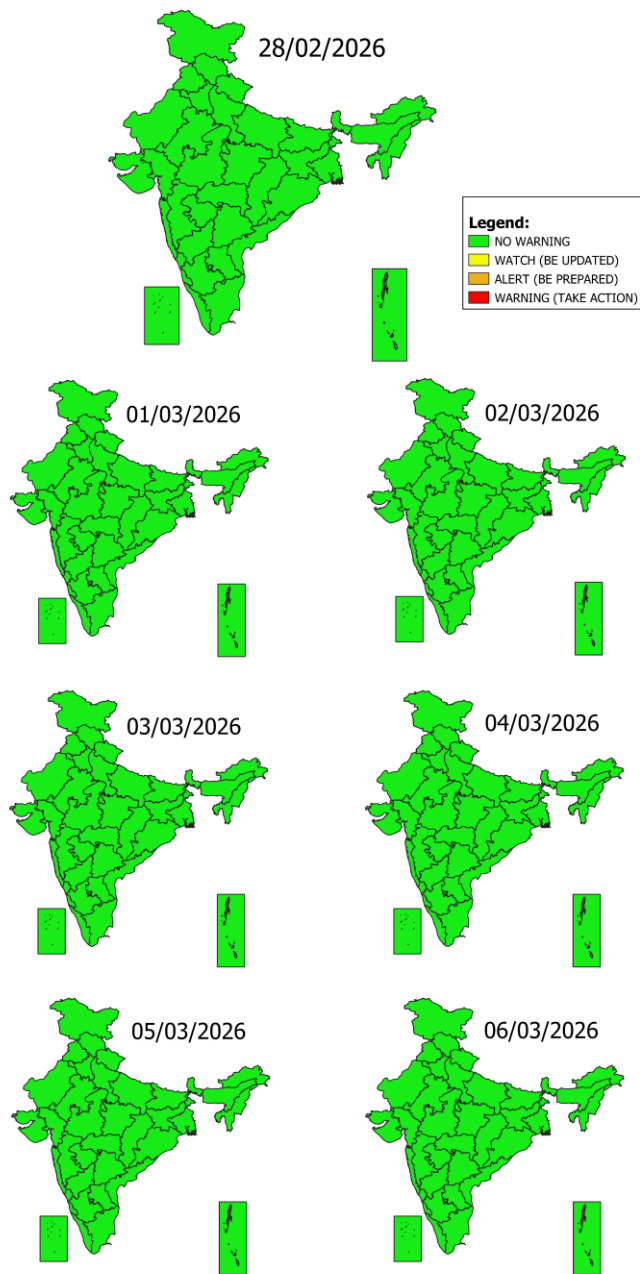 28/02/2026
Legend:
NO WARNING
WATCH (BE UPDATED)
ALERT (BE PREPARED)
WARNING (TAKE ACTION)
01/03/2026
02/03/2026
03/03/2026
04/03/2026
05/03/2026
06/03/2026